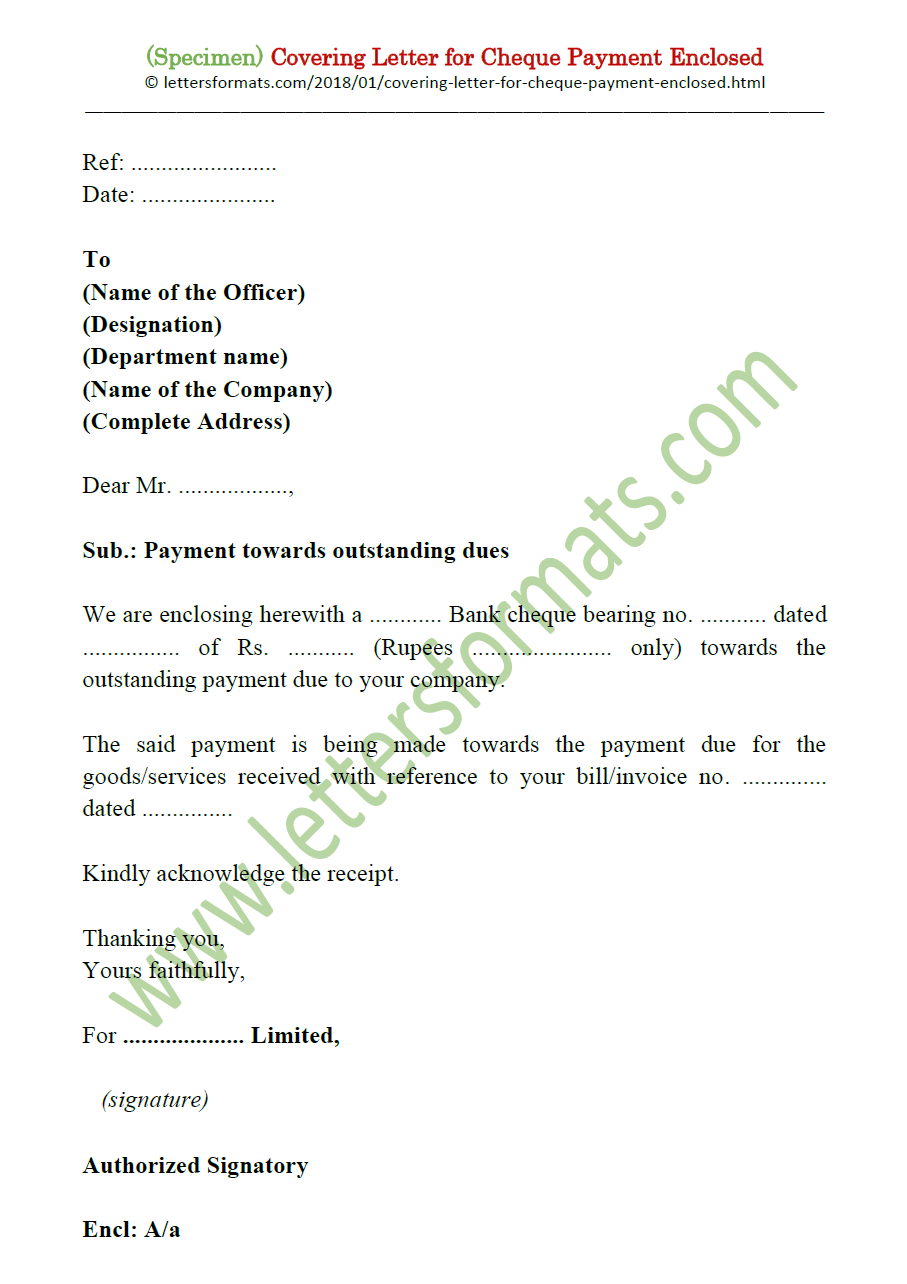 (Specimen) Covering Letter for Cheque Payment Enclosed
© lettersformats.com/2018/01/covering-letter-for-cheque-payment-enclosed.html
Ref: ........................
Date: ......................
To
(Name of the Officer)
(Designation)
(Department name)
(Name of the Company)
(Complete Address)
Dear Mr. ..................,
Sub.: Payment towards outstanding dues
We are enclosing herewith a ............ Bank cheque bearing no. ........... dated
................ of Rs. ........... (Rupees ....................... only) towards the
outstanding payment due to your company.
The said payment is being made towards the payment due for the
goods/services received with reference to your bill/invoice no. ..............
dated ...............
Kindly acknowledge the receipt.
Thanking you,
Yours faithfully,
For .................... Limited,
(signature)
Authorized Signatory
Encl: A/a
www.lettersformats.com